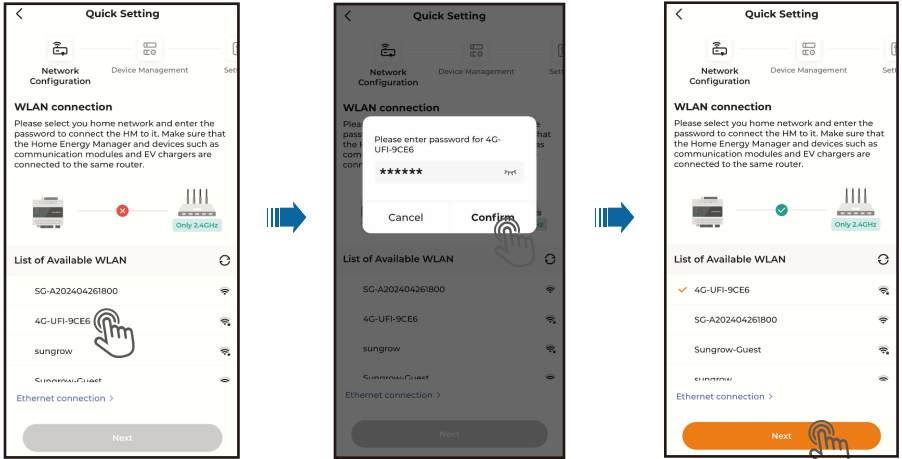 Quick Setting
Network
Configuration
Device Management
Sett
WLAN connection
Please select you home network and enter the
password to connect the HM to it. Make sure that
the Home Energy Manager and devices such as
communication modules and EV chargers are
connected to the same router.
Only 2.4GHz
List of Available WLAN
SG-A202404261800
4G-UFI-9CE6
sungrow
Sungrow-Guest
Ethernet connection >
Next
Quick Setting
Network
Configuration
Device Management
Sett
WLAN connection
Please enter password for 4G-
UFI-9CE6
******
Cancel
Confirm
List of Available WLAN
SG-A202404261800
4G-UFI-9CE6
sungrow
Sungrow-Guest
Ethernet connection >
Next
Quick Setting
Network
Configuration
Device Management
Sett
WLAN connection
Please select you home network and enter the
password to connect the HM to it. Make sure that
the Home Energy Manager and devices such as
communication modules and EV chargers are
connected to the same router.
Only 2.4GHz
List of Available WLAN
4G-UFI-9CE6
SG-A202404261800
Sungrow-Guest
sungrow
Ethernet connection >
Next